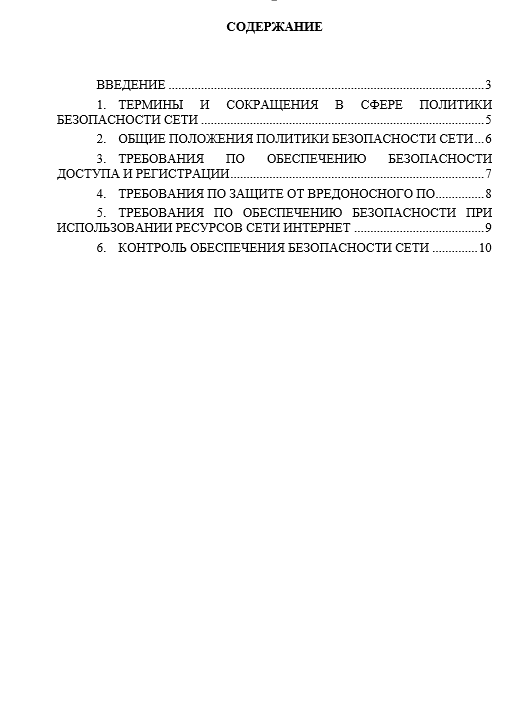 СОДЕРЖАНИЕ
ВВЕДЕНИЕ ..................................................................................................3
1. ТЕРМИНЫ И СОКРАЩЕНИЯ В СФЕРЕ ПОЛИТИКИ
БЕЗОПАСНОСТИ СЕТИ ........................................................................................5
2. ОБЩИЕ ПОЛОЖЕНИЯ ПОЛИТИКИ БЕЗОПАСНОСТИ СЕТИ...6
3. ТРЕБОВАНИЯ ПО ОБЕСПЕЧЕНИЮ БЕЗОПАСНОСТИ
ДОСТУПА И РЕГИСТРАЦИИ...............................................................................7
4. ТРЕБОВАНИЯ ПО ЗАЩИТЕ ОТ ВРЕДОНОСНОГО ПО...............8
5. ТРЕБОВАНИЯ ПО ОБЕСПЕЧЕНИЮ БЕЗОПАСНОСТИ ПРИ
ИСПОЛЬЗОВАНИИ РЕСУРСОВ СЕТИ ИНТЕРНЕТ .........................................9
6. КОНТРОЛЬ ОБЕСПЕЧЕНИЯ БЕЗОПАСНОСТИ СЕТИ ..............10